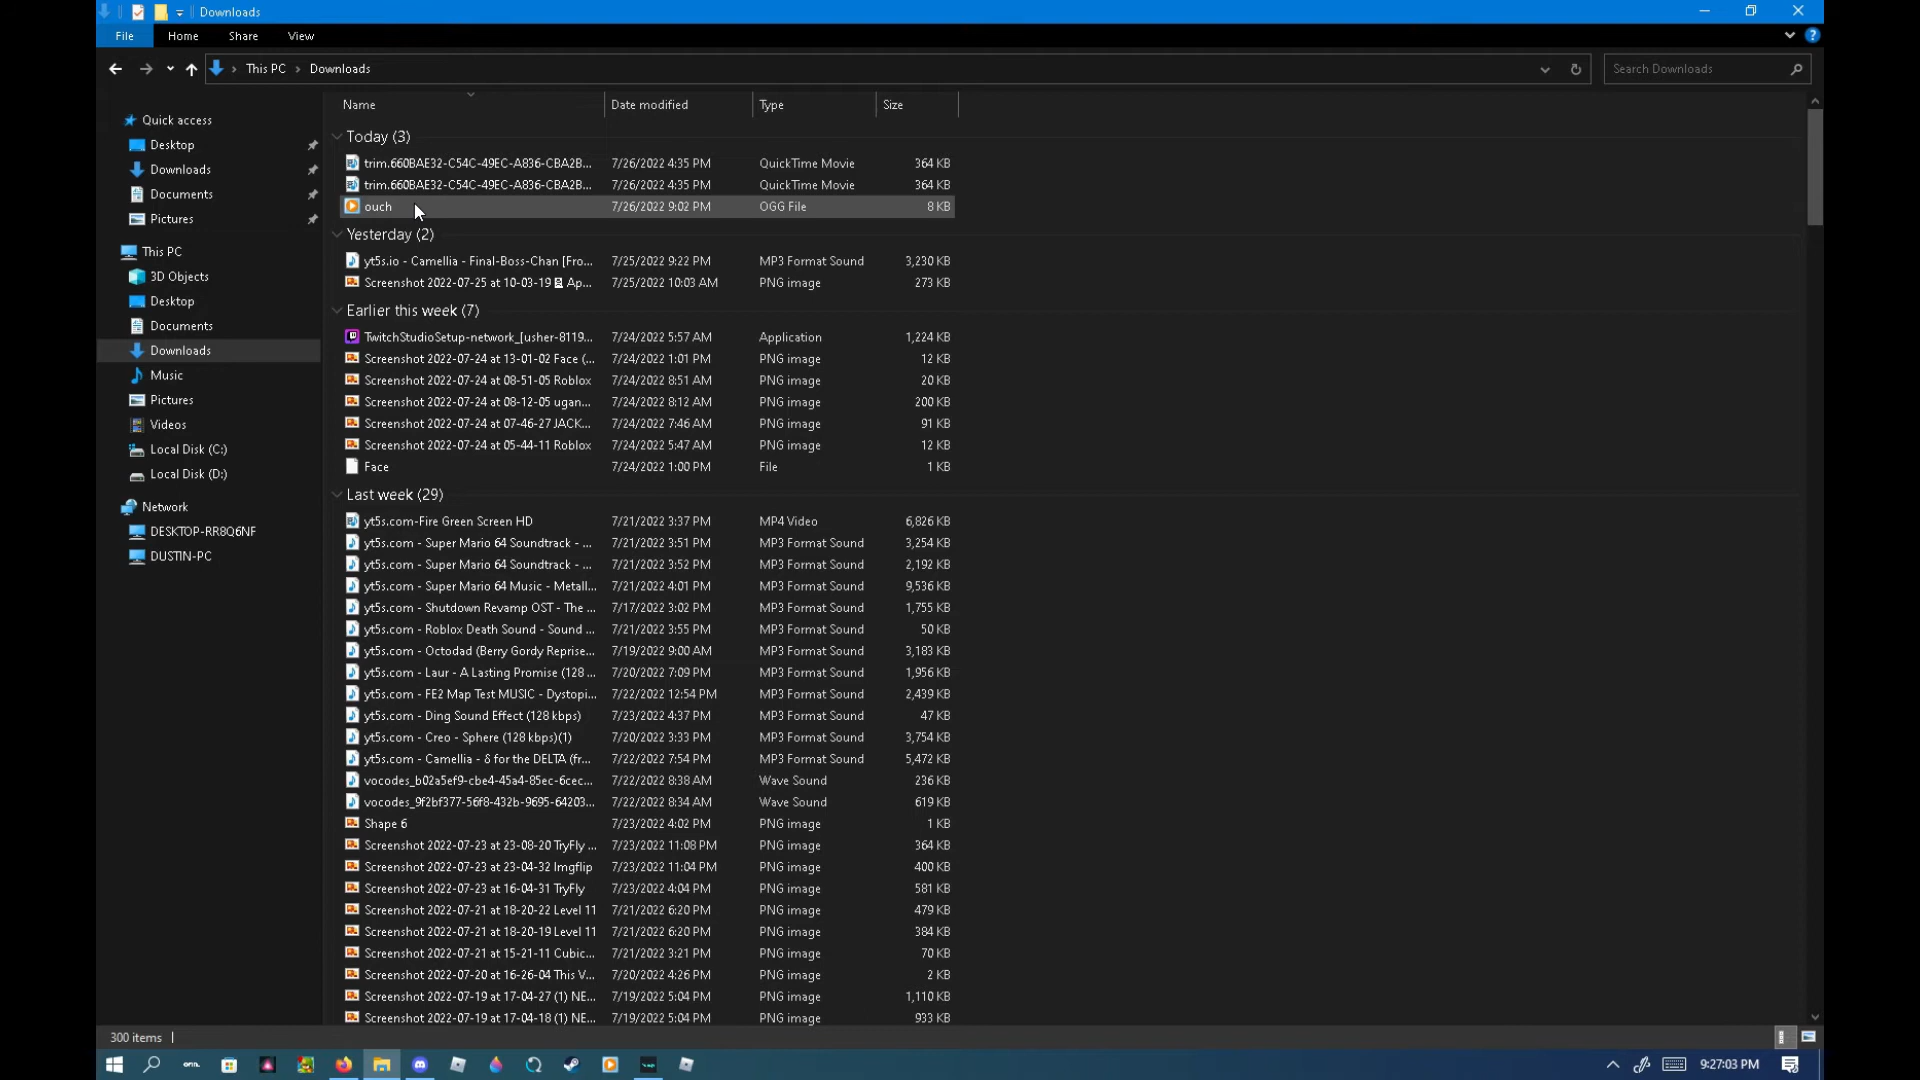 Downloads
File Home Share View
This PC › Downloads
Search Downloads
Name Date modified Type Size
Quick access
Desktop
Downloads
Documents
Pictures
This PC
3D Objects
Desktop
Documents
Downloads
Music
Pictures
Videos
Local Disk (C:)
Local Disk (D:)
Network
DESKTOP-RR8Q6NF
DUSTIN-PC
Today (3)
trim.660BAE32-C54C-49EC-A836-CBA2B... 7/26/2022 4:35 PM QuickTime Movie 364 KB
trim.660BAE32-C54C-49EC-A836-CBA2B... 7/26/2022 4:35 PM QuickTime Movie 364 KB
ouch 7/26/2022 9:02 PM OGG File 8 KB
Yesterday (2)
yt5s.io - Camellia - Final-Boss-Chan [Fro... 7/25/2022 9:22 PM MP3 Format Sound 3,230 KB
Screenshot 2022-07-25 at 10-03-19 Ap... 7/25/2022 10:03 AM PNG image 273 KB
Earlier this week (7)
TwitchStudioSetup-network_[usher-8119... 7/24/2022 5:57 AM Application 1,224 KB
Screenshot 2022-07-24 at 13-01-02 Face (... 7/24/2022 1:01 PM PNG image 12 KB
Screenshot 2022-07-24 at 08-51-05 Roblox 7/24/2022 8:51 AM PNG image 20 KB
Screenshot 2022-07-24 at 08-12-05 ugan... 7/24/2022 8:12 AM PNG image 200 KB
Screenshot 2022-07-24 at 07-46-27 JACK... 7/24/2022 7:46 AM PNG image 91 KB
Screenshot 2022-07-24 at 05-44-11 Roblox 7/24/2022 5:47 AM PNG image 12 KB
Face 7/24/2022 1:00 PM File 1 KB
Last week (29)
yt5s.com-Fire Green Screen HD 7/21/2022 3:37 PM MP4 Video 6,826 KB
yt5s.com - Super Mario 64 Soundtrack - ... 7/21/2022 3:51 PM MP3 Format Sound 3,254 KB
yt5s.com - Super Mario 64 Soundtrack - ... 7/21/2022 3:52 PM MP3 Format Sound 2,192 KB
yt5s.com - Super Mario 64 Music - Metall... 7/21/2022 4:01 PM MP3 Format Sound 9,536 KB
yt5s.com - Shutdown Revamp OST - The ... 7/17/2022 3:02 PM MP3 Format Sound 1,755 KB
yt5s.com - Roblox Death Sound - Sound ... 7/21/2022 3:55 PM MP3 Format Sound 50 KB
yt5s.com - Octodad (Berry Gordy Reprise... 7/19/2022 9:00 AM MP3 Format Sound 3,183 KB
yt5s.com - Laur - A Lasting Promise (128 ... 7/20/2022 7:09 PM MP3 Format Sound 1,956 KB
yt5s.com - FE2 Map Test MUSIC - Dystopi... 7/22/2022 12:54 PM MP3 Format Sound 2,439 KB
yt5s.com - Ding Sound Effect (128 kbps) 7/23/2022 4:37 PM MP3 Format Sound 47 KB
yt5s.com - Creo - Sphere (128 kbps)(1) 7/20/2022 3:33 PM MP3 Format Sound 3,754 KB
yt5s.com - Camellia - δ for the DELTA (fr... 7/22/2022 7:54 PM MP3 Format Sound 5,472 KB
vocodes_b02a5ef9-cbe4-45a4-85ec-6cec... 7/22/2022 8:38 AM Wave Sound 236 KB
vocodes_9f2bf377-56f8-432b-9695-64203... 7/22/2022 8:34 AM Wave Sound 619 KB
Shape 6 7/23/2022 4:02 PM PNG image 1 KB
Screenshot 2022-07-23 at 23-08-20 TryFly ... 7/23/2022 11:08 PM PNG image 364 KB
Screenshot 2022-07-23 at 23-04-32 Imgflip 7/23/2022 11:04 PM PNG image 400 KB
Screenshot 2022-07-23 at 16-04-31 TryFly 7/23/2022 4:04 PM PNG image 581 KB
Screenshot 2022-07-21 at 18-20-22 Level 11 7/21/2022 6:20 PM PNG image 479 KB
Screenshot 2022-07-21 at 18-20-19 Level 11 7/21/2022 6:20 PM PNG image 384 KB
Screenshot 2022-07-21 at 15-21-11 Cubic... 7/21/2022 3:21 PM PNG image 70 KB
Screenshot 2022-07-20 at 16-26-04 This V... 7/20/2022 4:26 PM PNG image 2 KB
Screenshot 2022-07-19 at 17-04-27 (1) NE... 7/19/2022 5:04 PM PNG image 1,110 KB
Screenshot 2022-07-19 at 17-04-18 (1) NE... 7/19/2022 5:04 PM PNG image 933 KB
300 items
9:27:03 PM